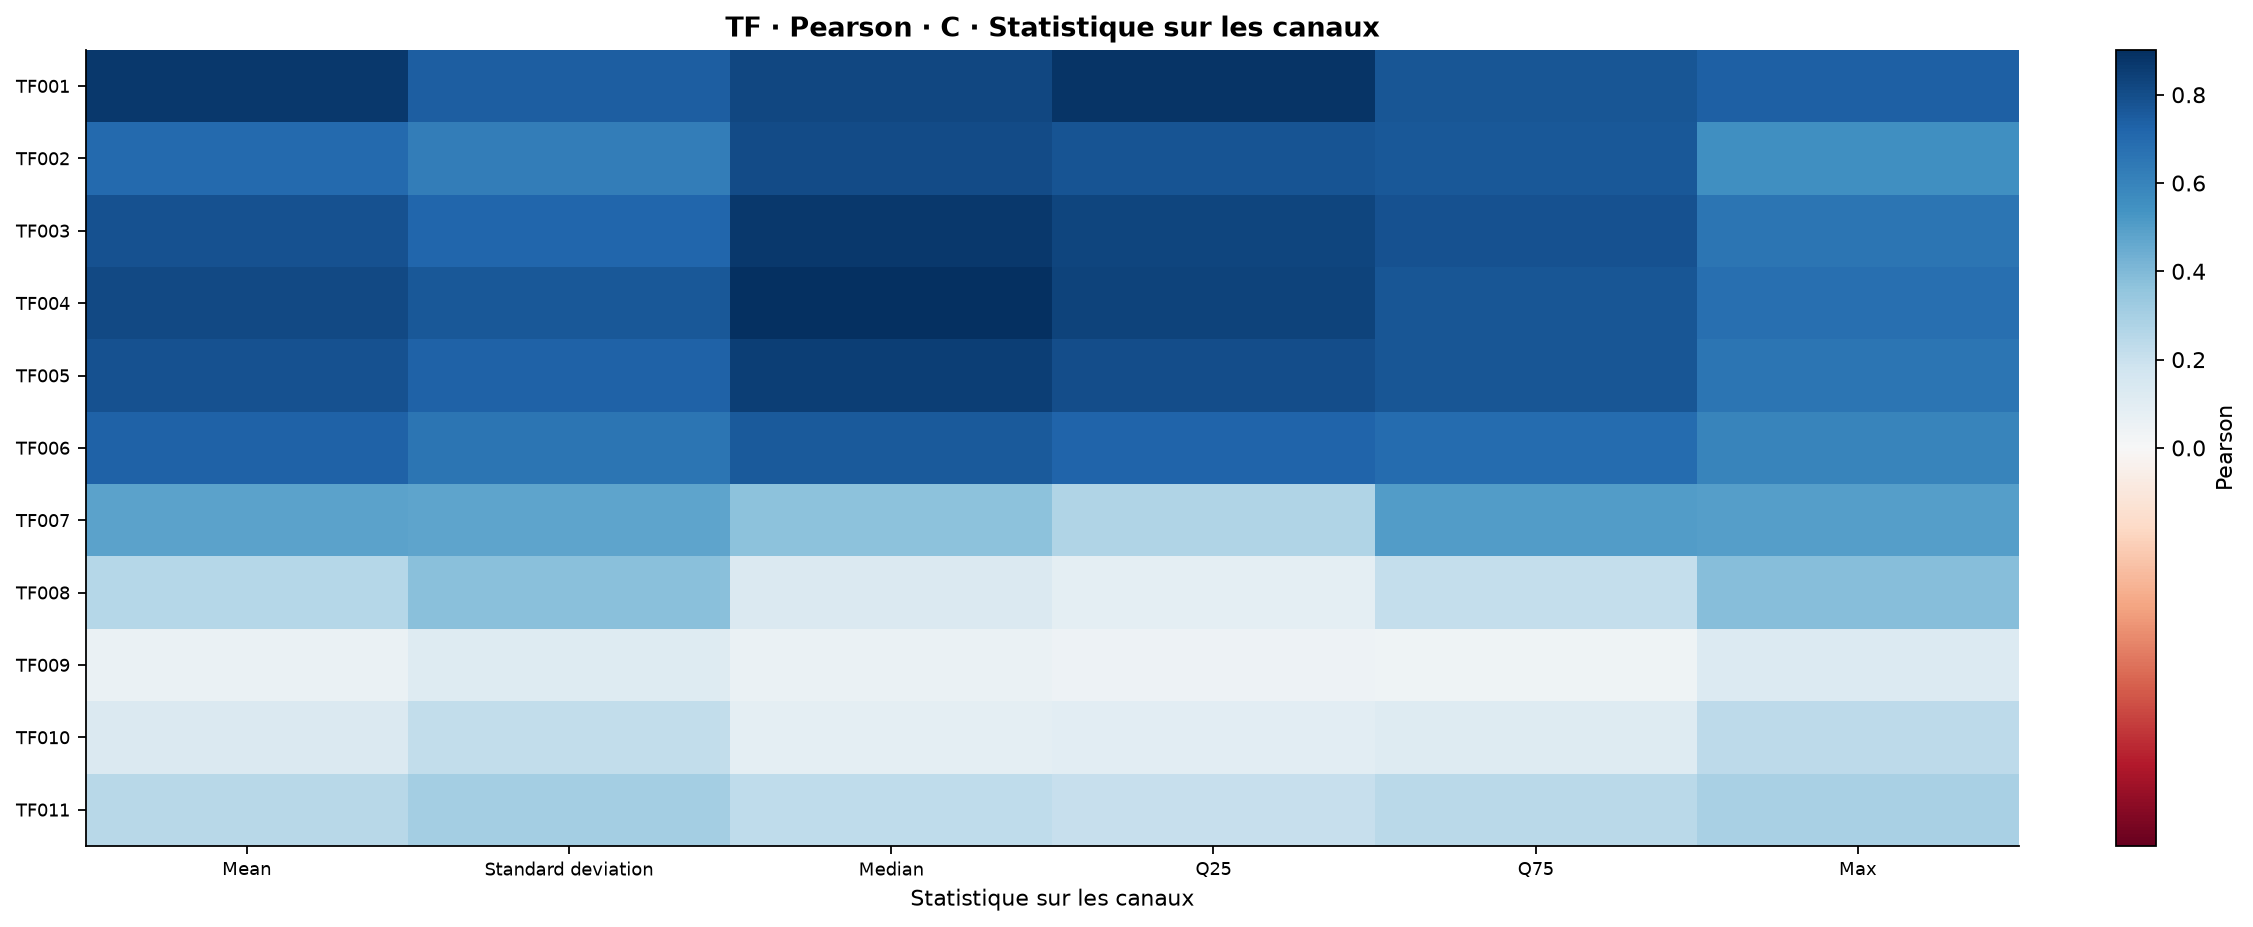 TF · Pearson · C · Statistique sur les canaux
TF001
TF002
TF003
TF004
TF005
TF006
TF007
TF008
TF009
TF010
TF011
Mean Standard deviation Median Q25 Q75 Max
Statistique sur les canaux
0.8
0.6
0.4
0.2
0.0
Pearson